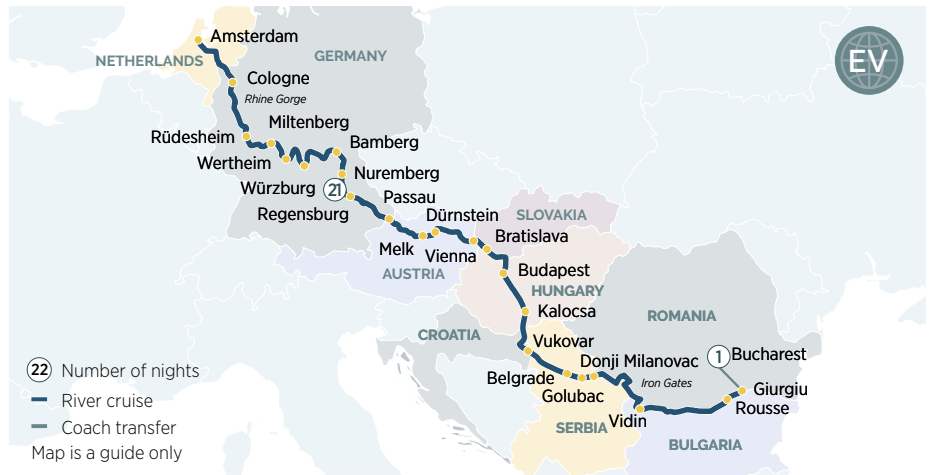 Amsterdam
NETHERLANDS
GERMANY
EV
Cologne
Rhine Gorge
Miltenberg
Rüdesheim
Bamberg
Wertheim
Nuremberg
Würzburg
21
Passau
Regensburg
Dürnstein
SLOVAKIA
Bratislava
Melk
Vienna
AUSTRIA
Budapest
HUNGARY
Kalocsa
ROMANIA
CROATIA
Vukovar
Donji Milanovac
1
Bucharest
Belgrade
Iron Gates
Golubac
Giurgiu
Rousse
Vidin
SERBIA
BULGARIA
22 Number of nights
River cruise
Coach transfer
Map is a guide only